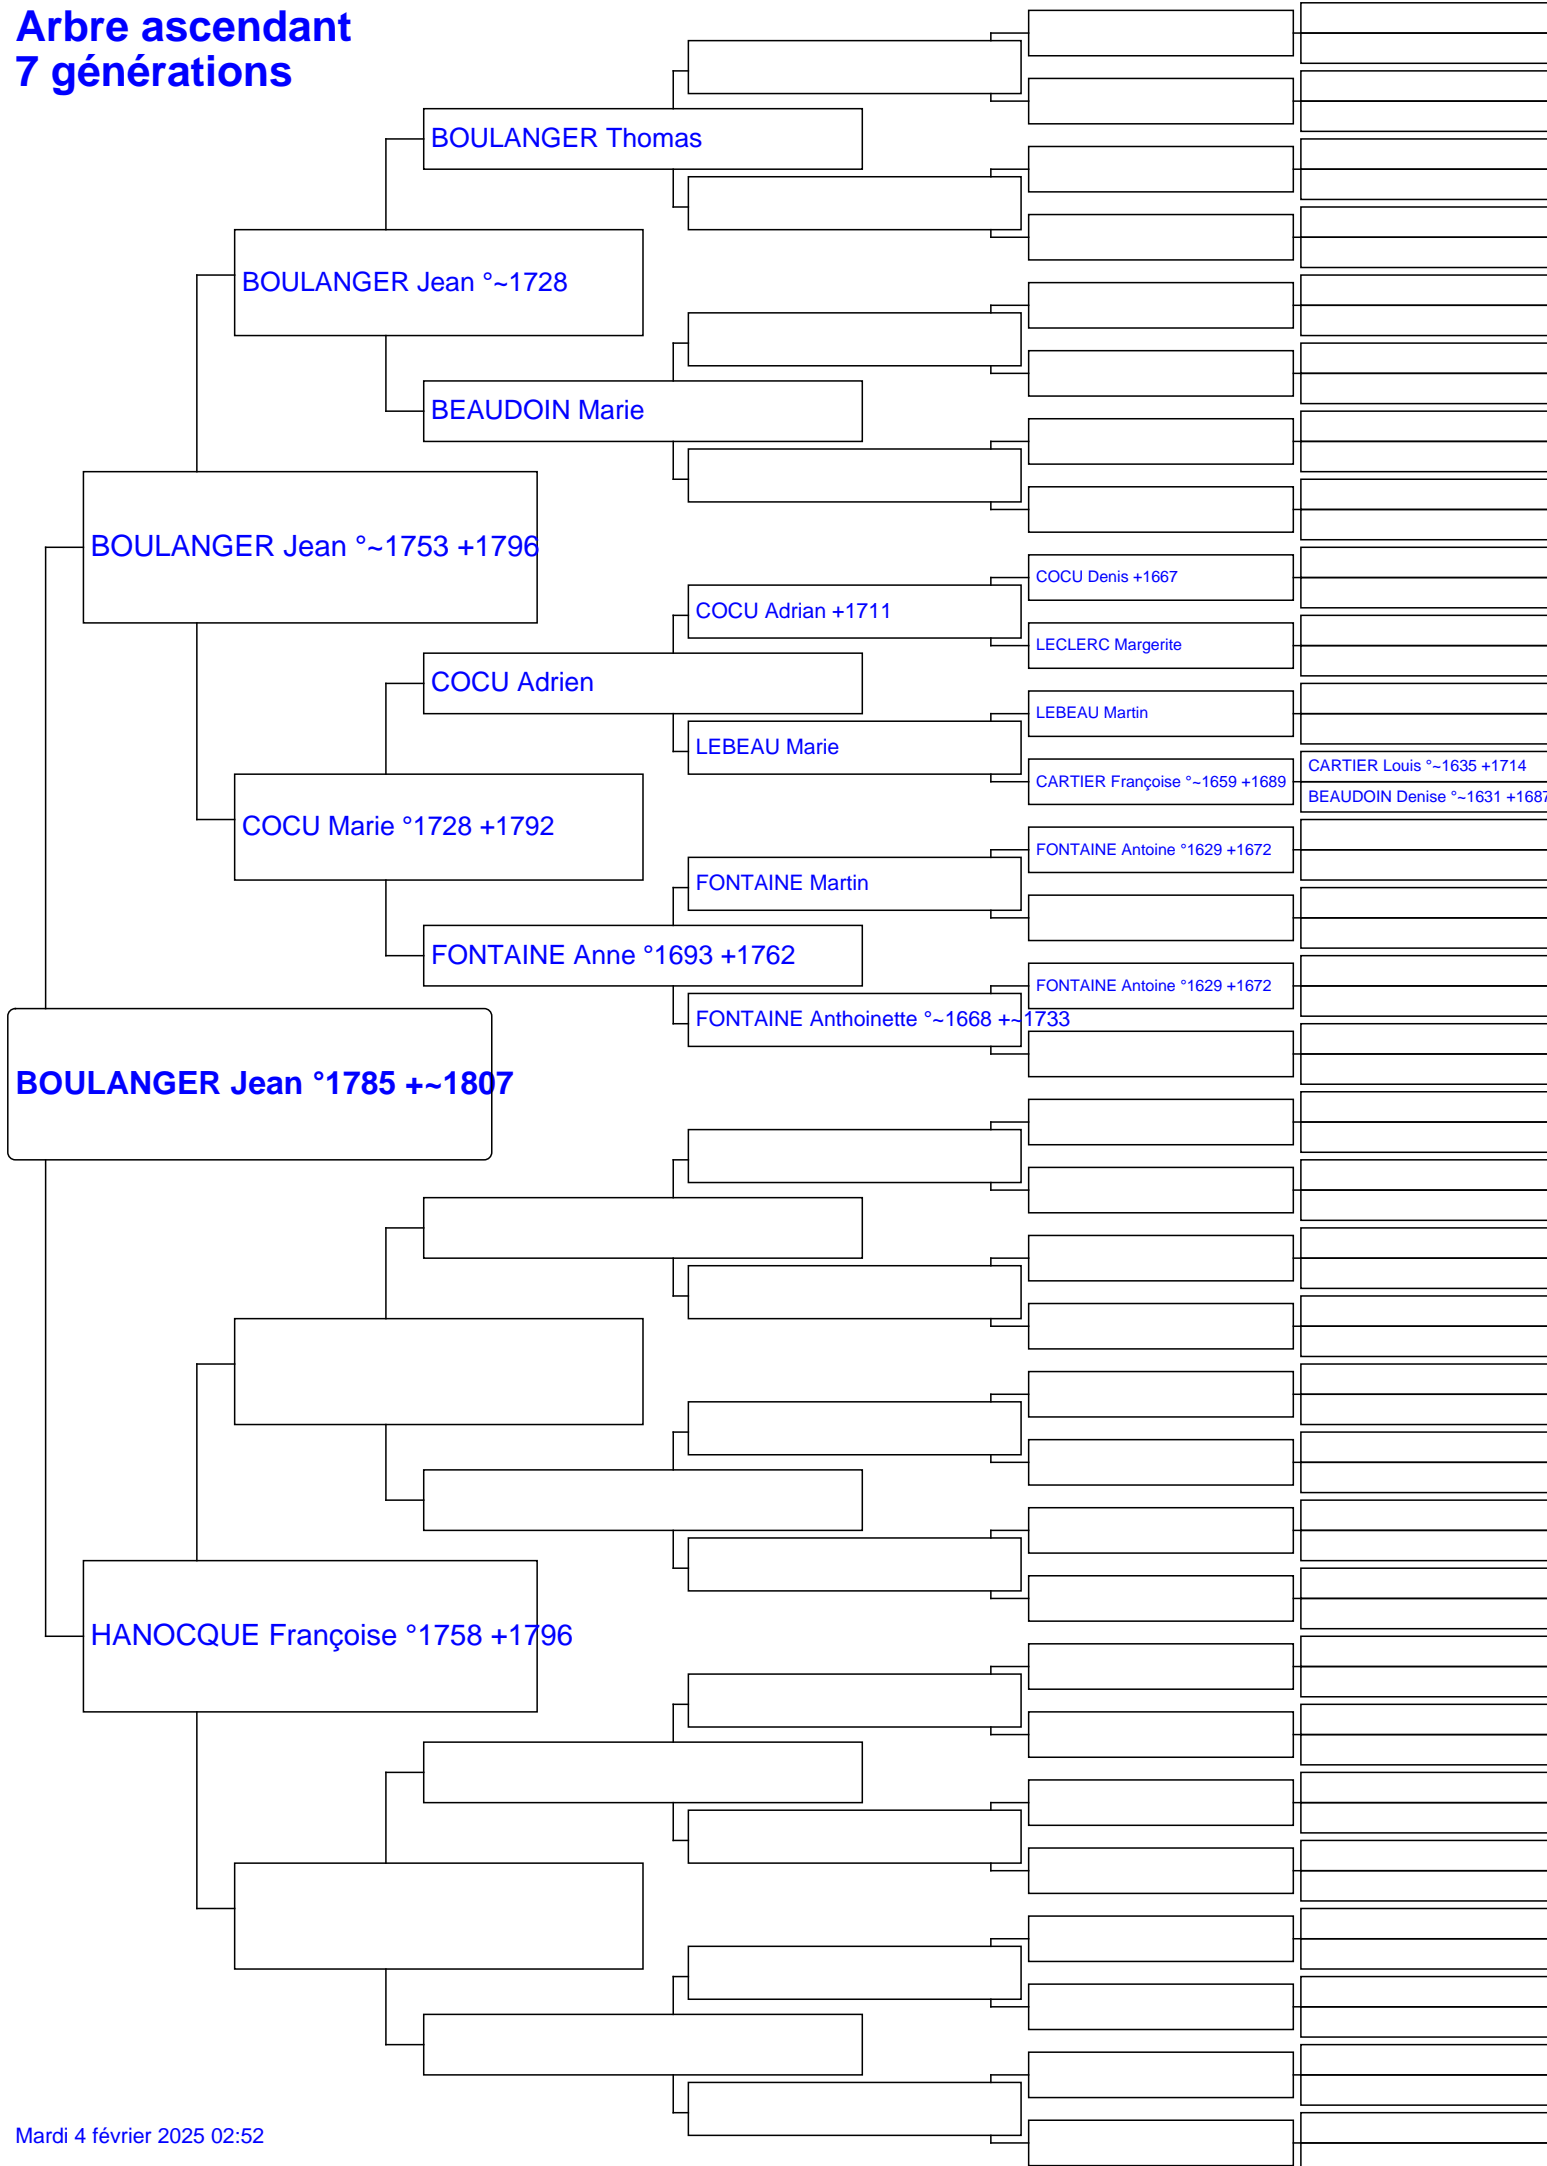 Arbre ascendant
7 générations
BOULANGER Thomas
BOULANGER Jean °~1728
BEAUDOIN Marie
BOULANGER Jean °~1753 +1796
COCU Denis +1667
COCU Adrian +1711
LECLERC Margerite
COCU Adrien
LEBEAU Martin
LEBEAU Marie
CARTIER Françoise °~1659 +1689
CARTIER Louis °~1635 +1714
BEAUDOIN Denise °~1631 +1687
COCU Marie °1728 +1792
FONTAINE Antoine °1629 +1672
FONTAINE Martin
FONTAINE Anne °1693 +1762
FONTAINE Antoine °1629 +1672
FONTAINE Anthoinette °~1668 +~1733
BOULANGER Jean °1785 +~1807
HANOCQUE Françoise °1758 +1796
Mardi 4 février 2025 02:52